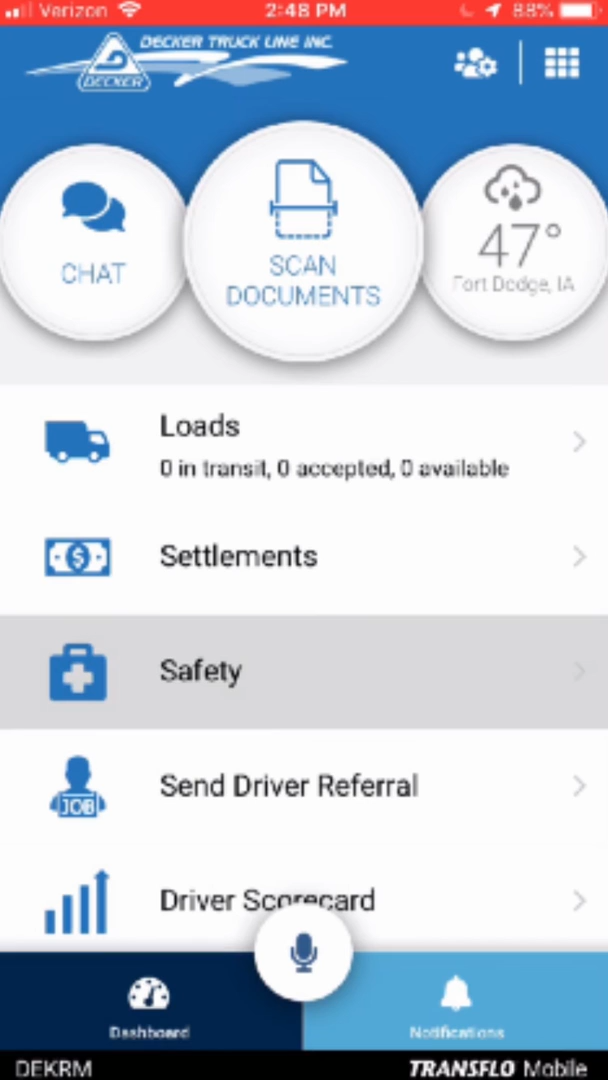 Verizon 2:48 PM 88%
DECKER TRUCK LINE INC.
DECKER
CHAT
SCAN
DOCUMENTS
47°
Fort Dodge, IA
Loads
0 in transit, 0 accepted, 0 available
Settlements
Safety
JOB
Send Driver Referral
Driver Scorecard
Dashboard
Notifications
DEKRM
TRANSFLO Mobile